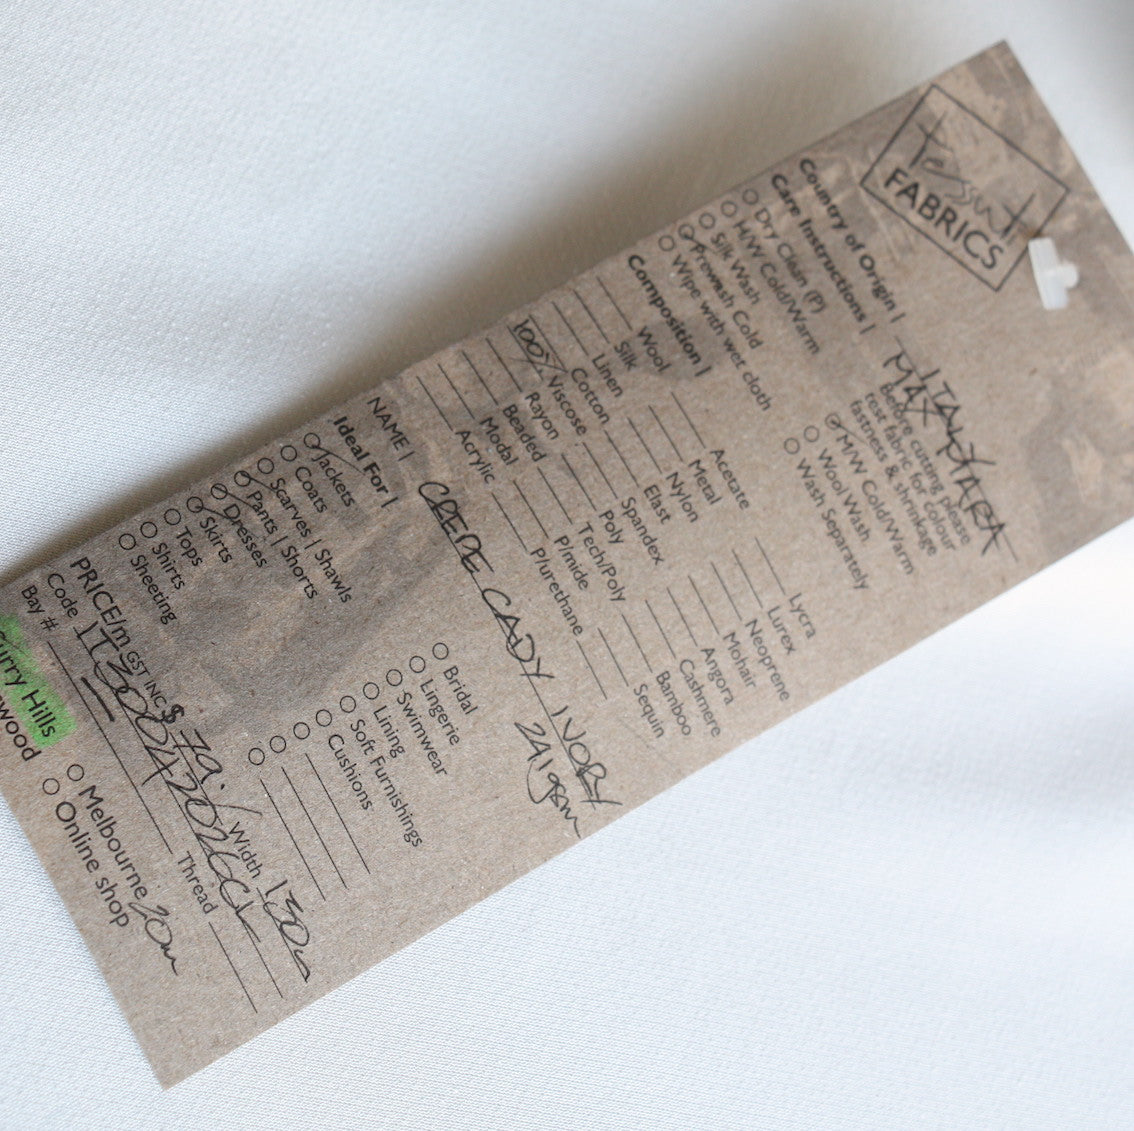 Tessuti
FABRICS
Country of Origin | ITALY
Care Instructions | MAX YARA
Dry Clean (P)
H/W Cold/Warm
Silk Wash
Prewash Cold
Wipe with wet cloth
Before cutting please
test fabric for colour
fastness & shrinkage
M/W Cold/Warm
Wool Wash
Wash Separately
Composition |
Wool
Silk
Linen
Cotton
100% Viscose
Rayon
Beaded
Modal
Acrylic
Acetate
Metal
Nylon
Elast
Spandex
Poly
Tech/Poly
P/mide
P/urethane
Lycra
Lurex
Neoprene
Mohair
Angora
Cashmere
Bamboo
Sequin
NAME | CREPE CADY IVORY
241gsm
Ideal For |
Jackets
Coats
Scarves | Shawls
Pants | Shorts
Dresses
Skirts
Tops
Shirts
Sheeting
Bridal
Lingerie
Swimwear
Lining
Soft Furnishings
Cushions
PRICE/m GST INC $ 79. Width 150
Code
Bay #
Thread
urry Hills
wood
Melbourne 20m
Online shop